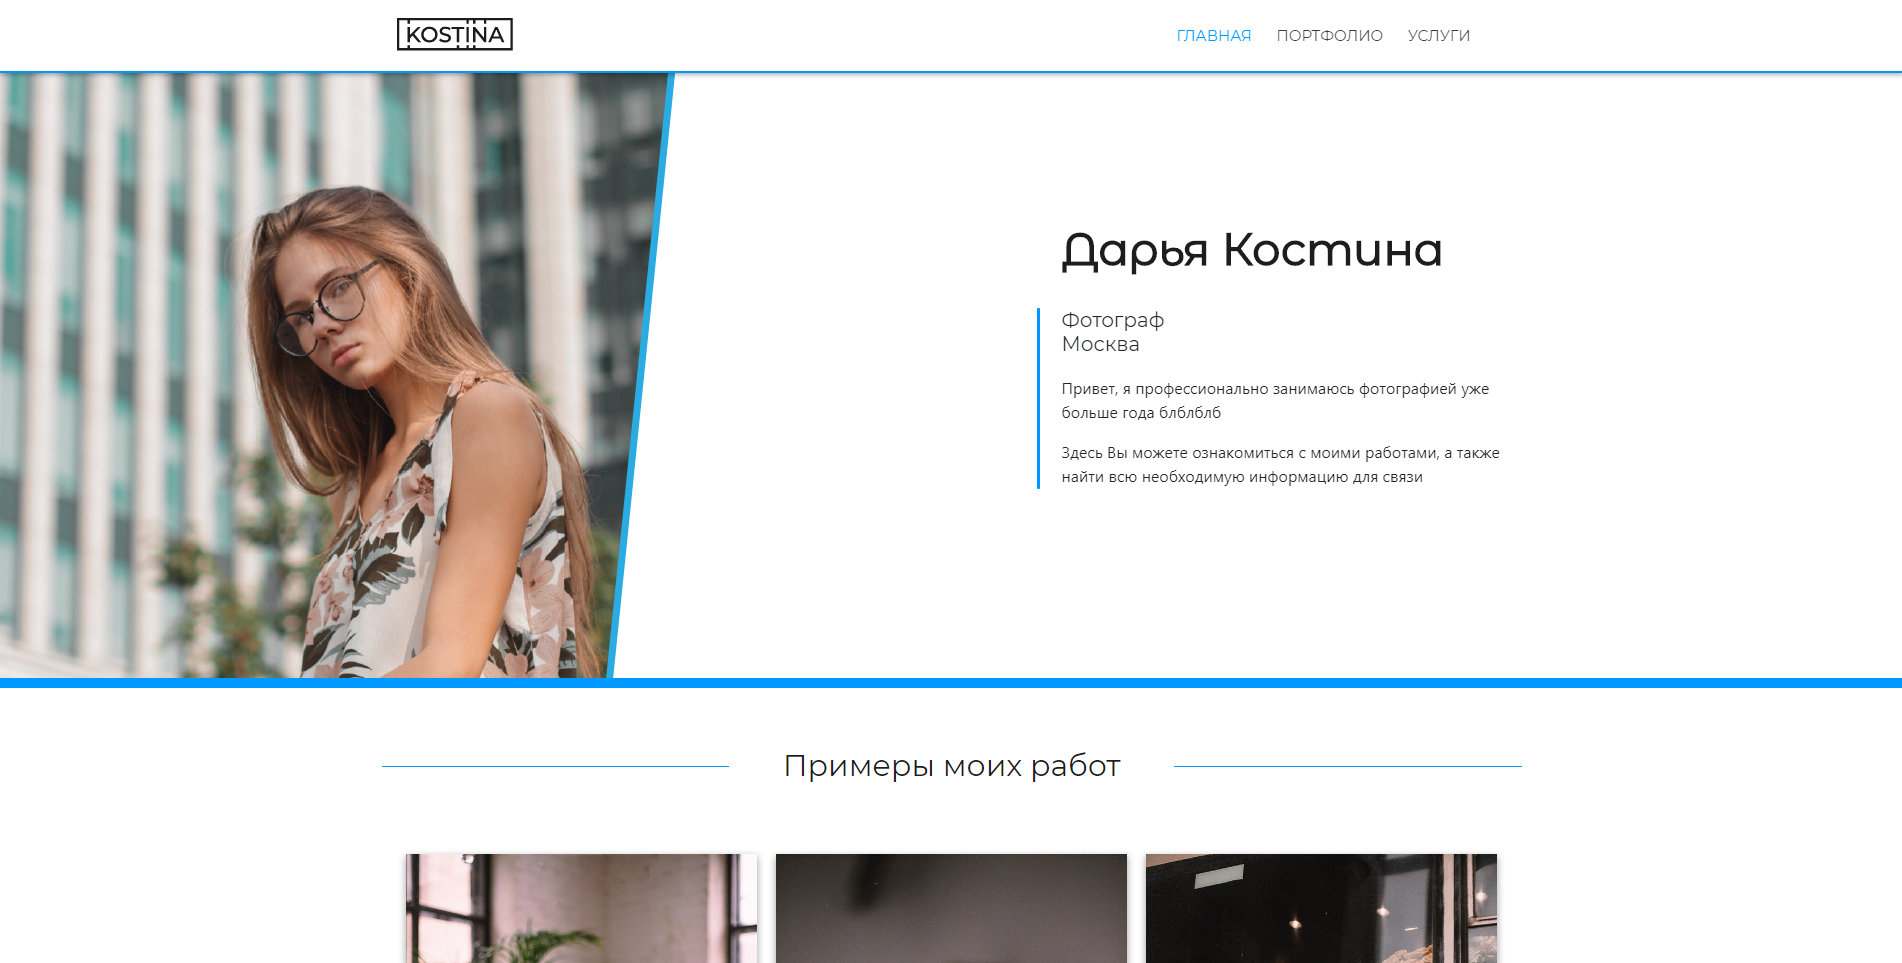 KOSTINA
ГЛАВНАЯ ПОРТФОЛИО УСЛУГИ
Дарья Костина
Фотограф
Москва
Привет, я профессионально занимаюсь фотографией уже
больше года блблблб
Здесь Вы можете ознакомиться с моими работами, а также
найти всю необходимую информацию для связи
Примеры моих работ